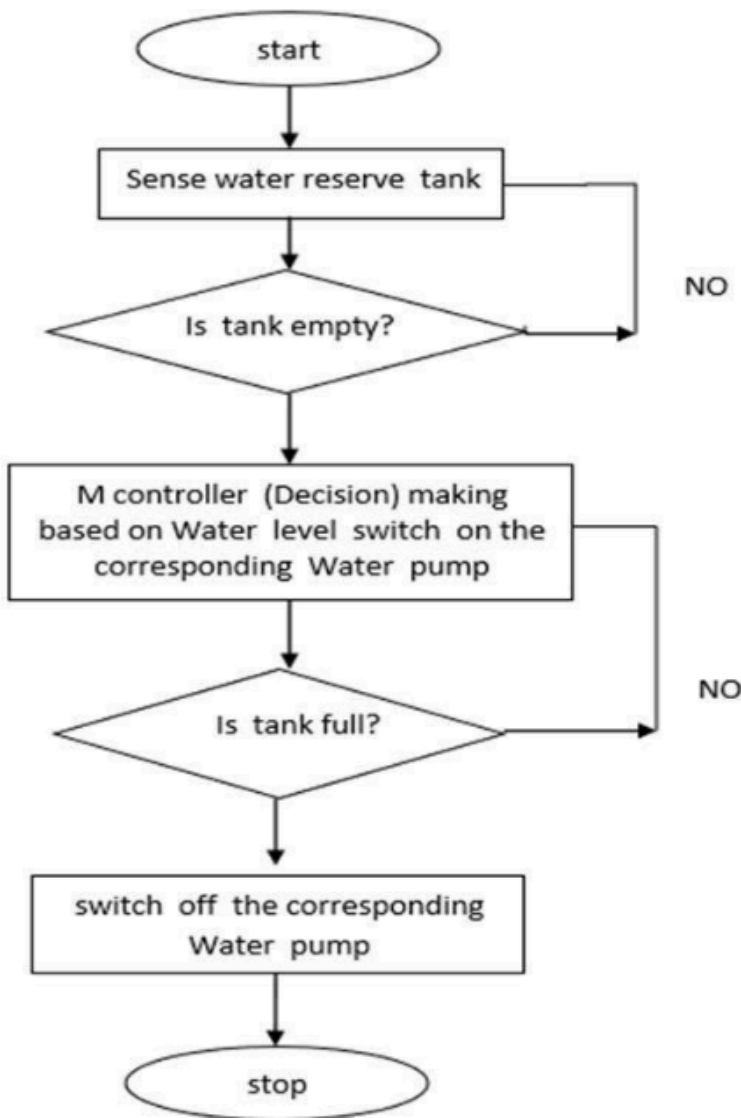 start
Sense water reserve tank
NO
Is tank empty?
M controller (Decision) making
based on Water level switch on the
corresponding Water pump
NO
Is tank full?
switch off the corresponding
Water pump
stop